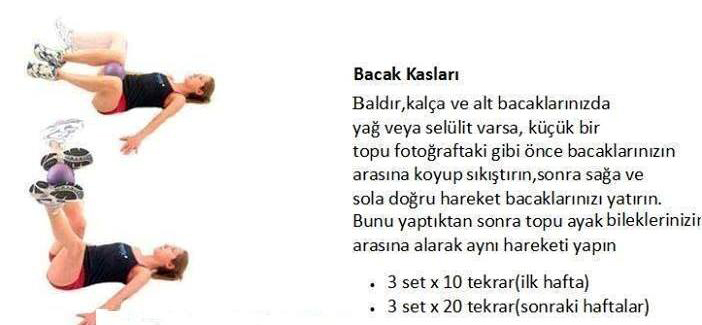 Bacak Kasları
Baldır,kalça ve alt bacaklarınızda
yağ veya selülit varsa, küçük bir
topu fotoğraftaki gibi önce bacaklarınızın
arasına koyup sıkıştırın,sonra sağa ve
sola doğru hareket bacaklarınızı yatırın.
Bunu yaptıktan sonra topu ayak bileklerinizin
arasına alarak aynı hareketi yapın
• 3 set x 10 tekrar(ilk hafta)
• 3 set x 20 tekrar(sonraki haftalar)